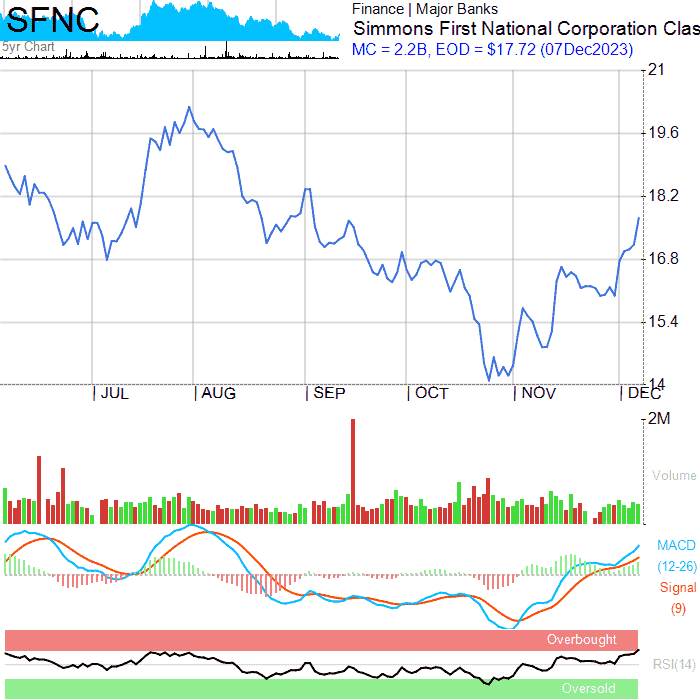 SFNC
5yr Chart
Finance | Major Banks
Simmons First National Corporation Clas
MC = 2.2B, EOD = $17.72 (07Dec2023)
21
19.6
18.2
16.8
15.4
14
JUL AUG SEP OCT NOV DEC
2M
Volume
MACD
(12-26)
Signal
(9)
Overbought
RSI(14)
Oversold